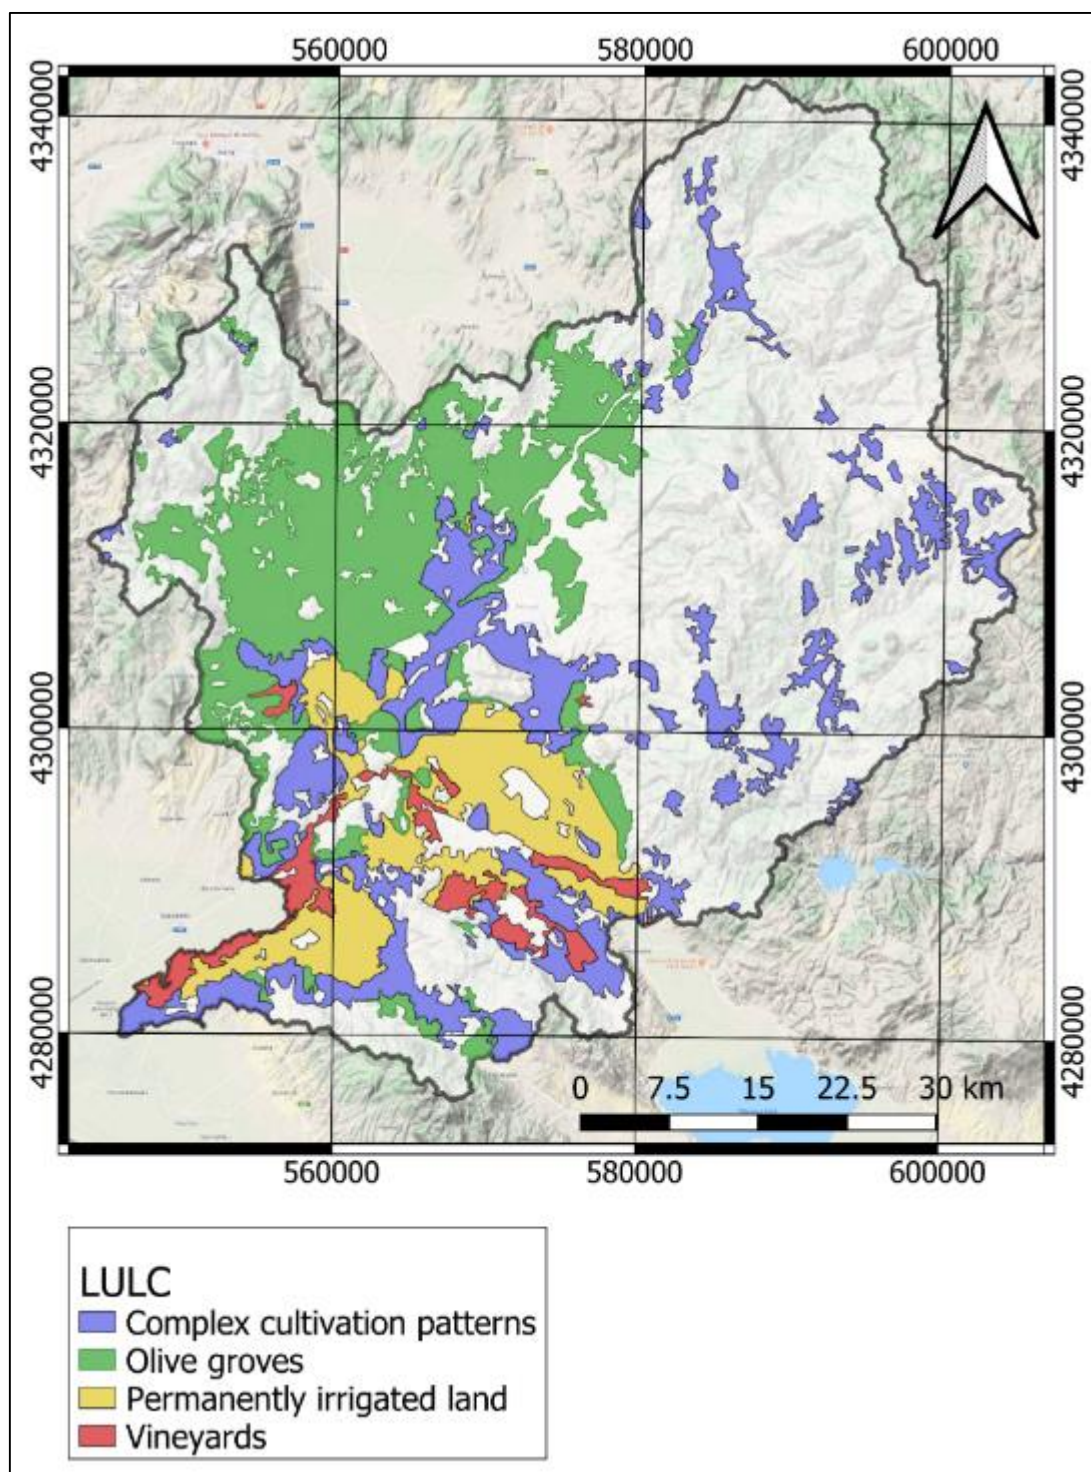 560000 580000 600000
4340000 4340000
4320000 4320000
4300000 4300000
4280000 4280000
0 7.5 15 22.5 30 km
560000 580000 600000
LULC
Complex cultivation patterns
Olive groves
Permanently irrigated land
Vineyards